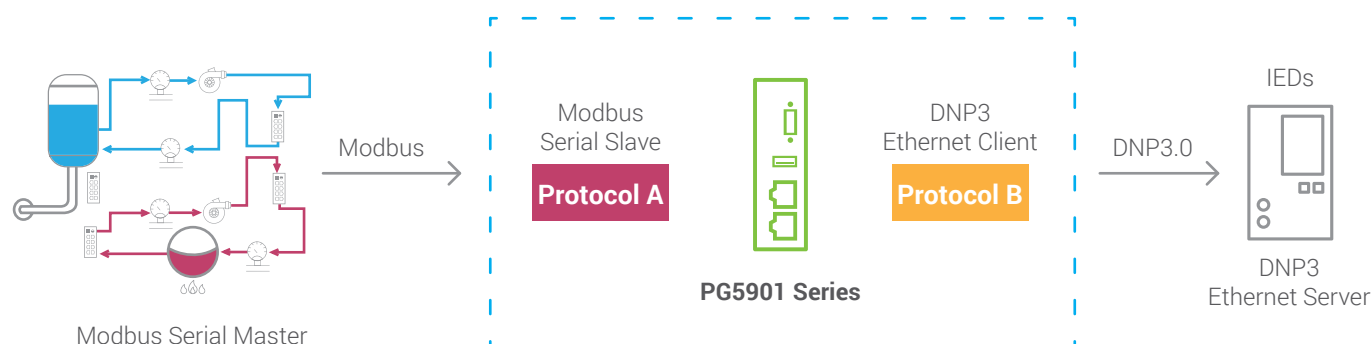 Modbus Serial Master
Modbus
Modbus
Serial Slave
Protocol A
PG5901 Series
DNP3
Ethernet Client
Protocol B
DNP3.0
IEDs
DNP3
Ethernet Server